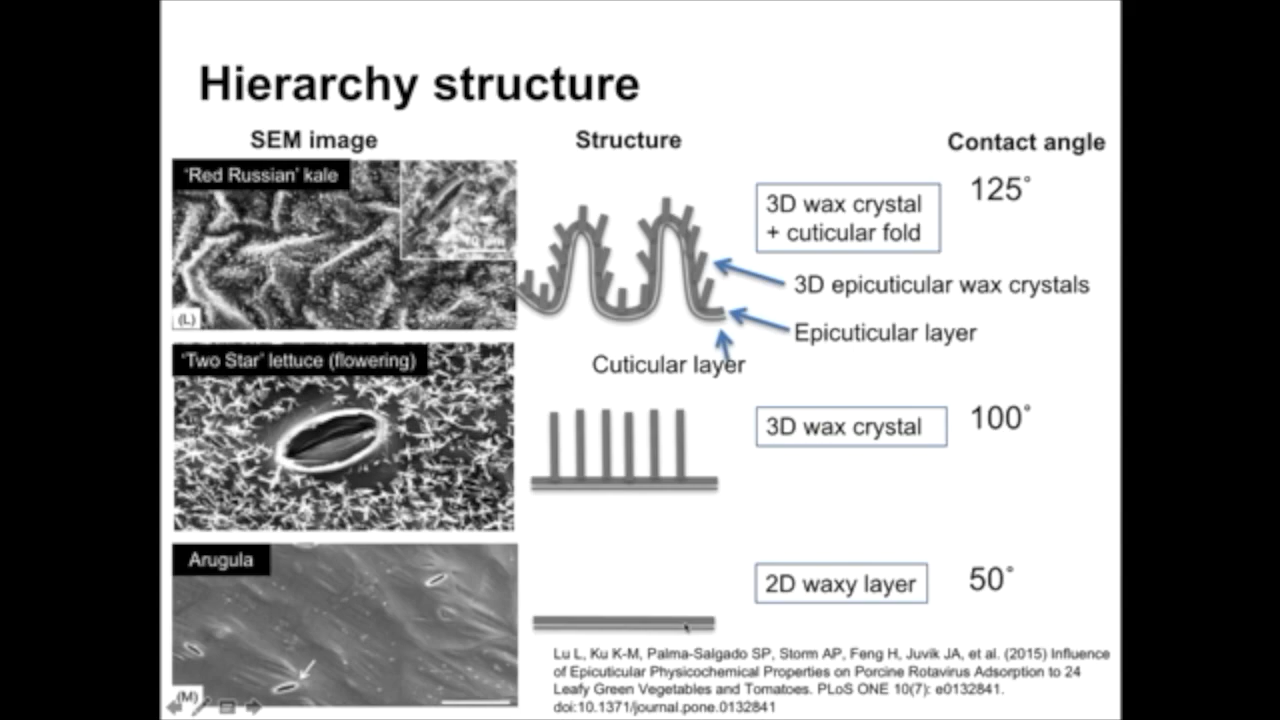 Hierarchy structure
SEM image
Structure
Contact angle
'Red Russian' kale
(L)
3D wax crystal
+ cuticular fold
125°
3D epicuticular wax crystals
Epicuticular layer
Cuticular layer
'Two Star' lettuce (flowering)
3D wax crystal
100°
Arugula
(M)
2D waxy layer
50°
Lu L, Ku K-M, Palma-Salgado SP, Storm AP, Feng H, Juvik JA, et al. (2015) Influence
of Epicuticular Physicochemical Properties on Porcine Rotavirus Adsorption to 24
Leafy Green Vegetables and Tomatoes. PLoS ONE 10(7): e0132841.
doi:10.1371/journal.pone.0132841